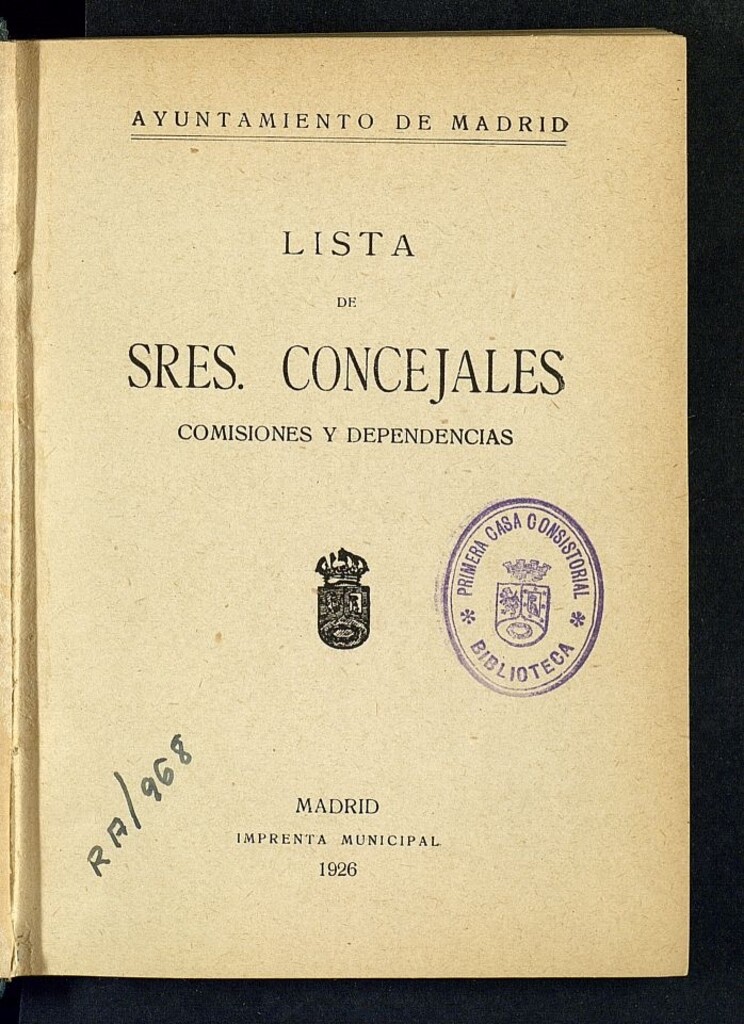 AYUNTAMIENTO DE MADRID
LISTA
DE
SRES. CONCEJALES
COMISIONES Y DEPENDENCIAS
PRIMERA CASA CONSISTORIAL
* BIBLIOTECA *
RA/968
MADRID
IMPRENTA MUNICIPAL
1926